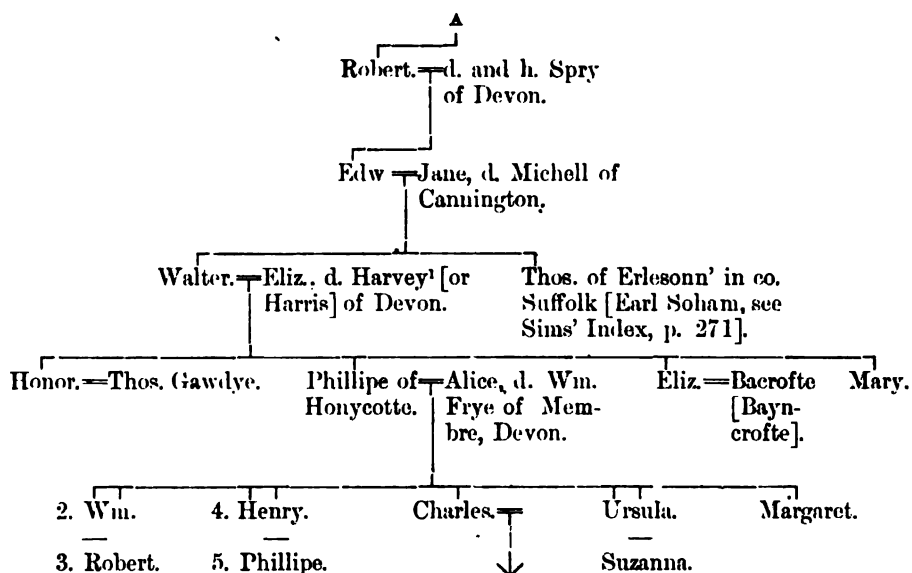 A
Robert. = d. and h. Spry
of Devon.
Edw = Jane, d. Michell of
Cannington.
Walter. = Eliz., d. Harvey¹ [or
Harris] of Devon.
Thos. of Erlesonn' in co.
Suffolk [Earl Soham, see
Sims' Index, p. 271].
Honor. = Thos. Gawdye.
Phillipe of
Honycotte.
= Alice, d. Wm.
Frye of Mem-
bre, Devon.
Eliz. = Bacrofte
[Bayn-
crofte].
Mary.
2. Wm.
3. Robert.
4. Henry.
5. Phillipe.
Charles. =
Ursula.
Suzanna.
Margaret.